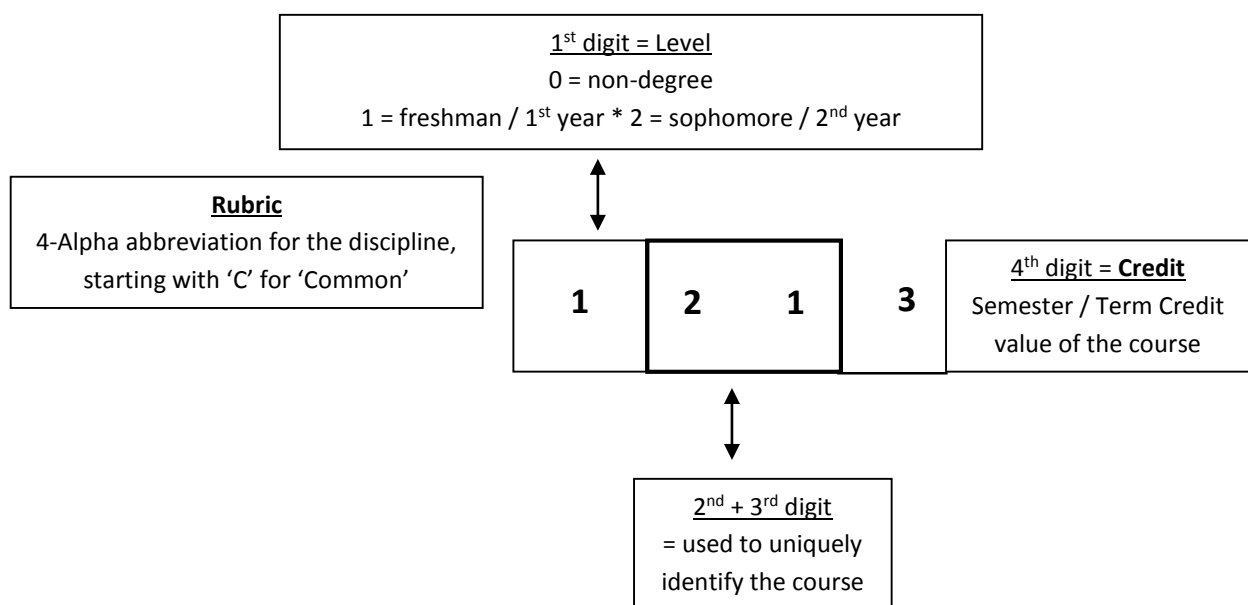 1st digit = Level
0 = non-degree
1 = freshman / 1st year * 2 = sophomore / 2nd year
Rubric
4-Alpha abbreviation for the discipline,
starting with ‘C’ for ‘Common’
1 2 1 3
4th digit = Credit
Semester / Term Credit
value of the course
2nd + 3rd digit
= used to uniquely
identify the course